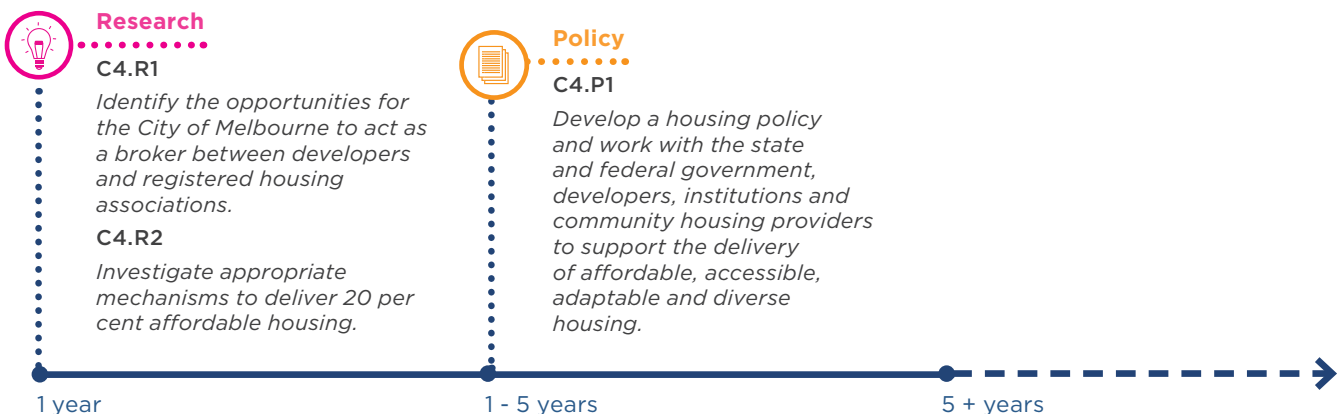 Research
C4.R1
Identify the opportunities for
the City of Melbourne to act as
a broker between developers
and registered housing
associations.
C4.R2
Investigate appropriate
mechanisms to deliver 20 per
cent affordable housing.
Policy
C4.P1
Develop a housing policy
and work with the state
and federal government,
developers, institutions and
community housing providers
to support the delivery
of affordable, accessible,
adaptable and diverse
housing.
1 year
1 - 5 years
5 + years